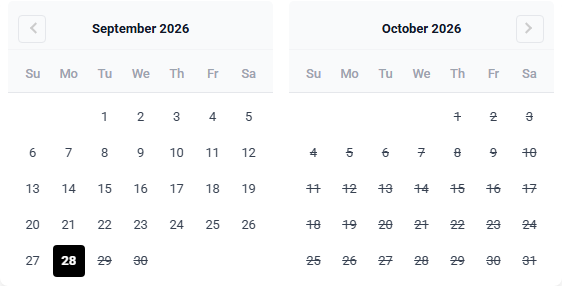 September 2026
Su Mo Tu We Th Fr Sa
1 2 3 4 5
6 7 8 9 10 11 12
13 14 15 16 17 18 19
20 21 22 23 24 25 26
27 28 29 30
October 2026
Su Mo Tu We Th Fr Sa
1 2 3
4 5 6 7 8 9 10
11 12 13 14 15 16 17
18 19 20 21 22 23 24
25 26 27 28 29 30 31